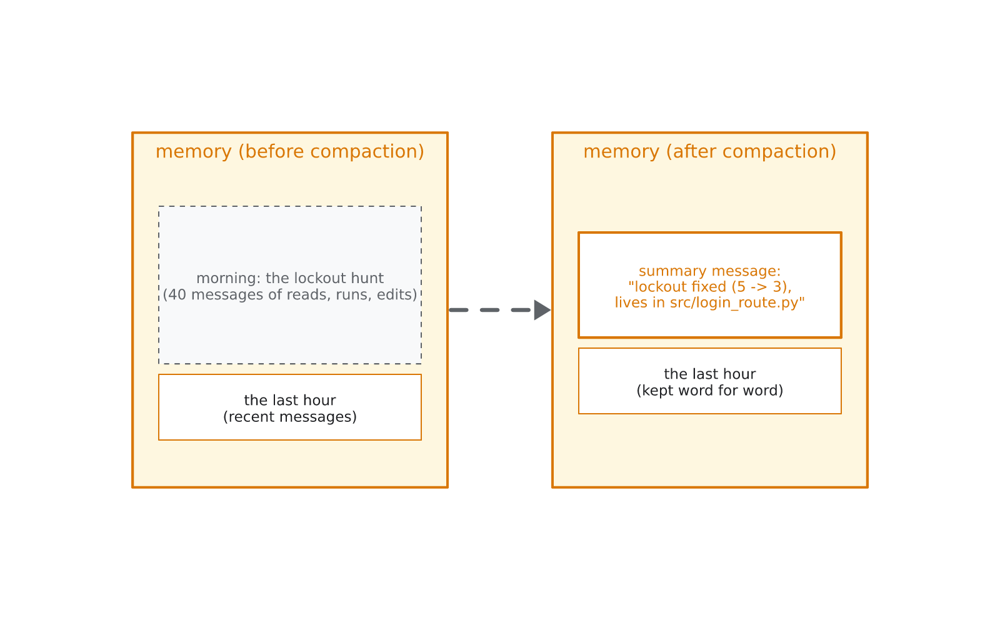 memory (before compaction)
morning: the lockout hunt
(40 messages of reads, runs, edits)
the last hour
(recent messages)
memory (after compaction)
summary message:
"lockout fixed (5 -> 3),
lives in src/login_route.py"
the last hour
(kept word for word)